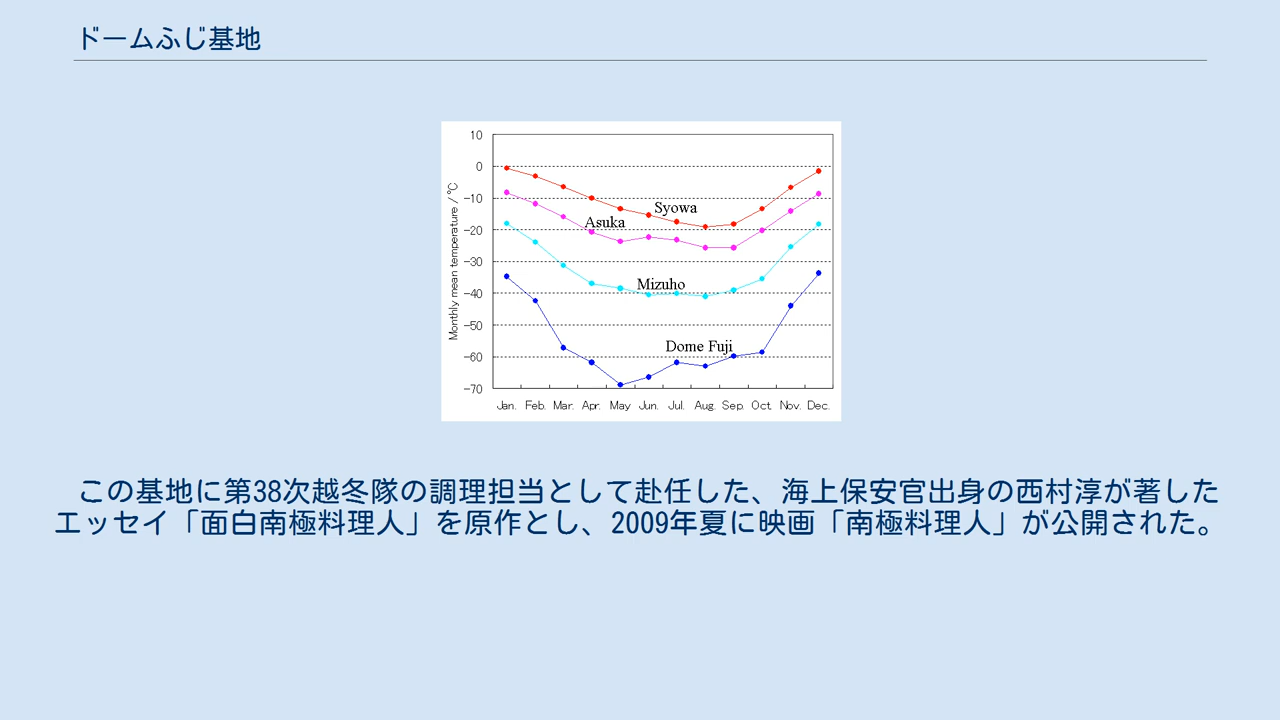 ドームふじ基地
10
0
-10
-20
-30
-40
-50
-60
-70
Monthly mean temperature / ℃
Syowa
Asuka
Mizuho
Dome Fuji
Jan. Feb. Mar. Apr. May Jun. Jul. Aug. Sep. Oct. Nov. Dec.
この基地に第38次越冬隊の調理担当として赴任した、海上保安官出身の西村淳が著した
エッセイ「面白南極料理人」を原作とし、2009年夏に映画「南極料理人」が公開された。